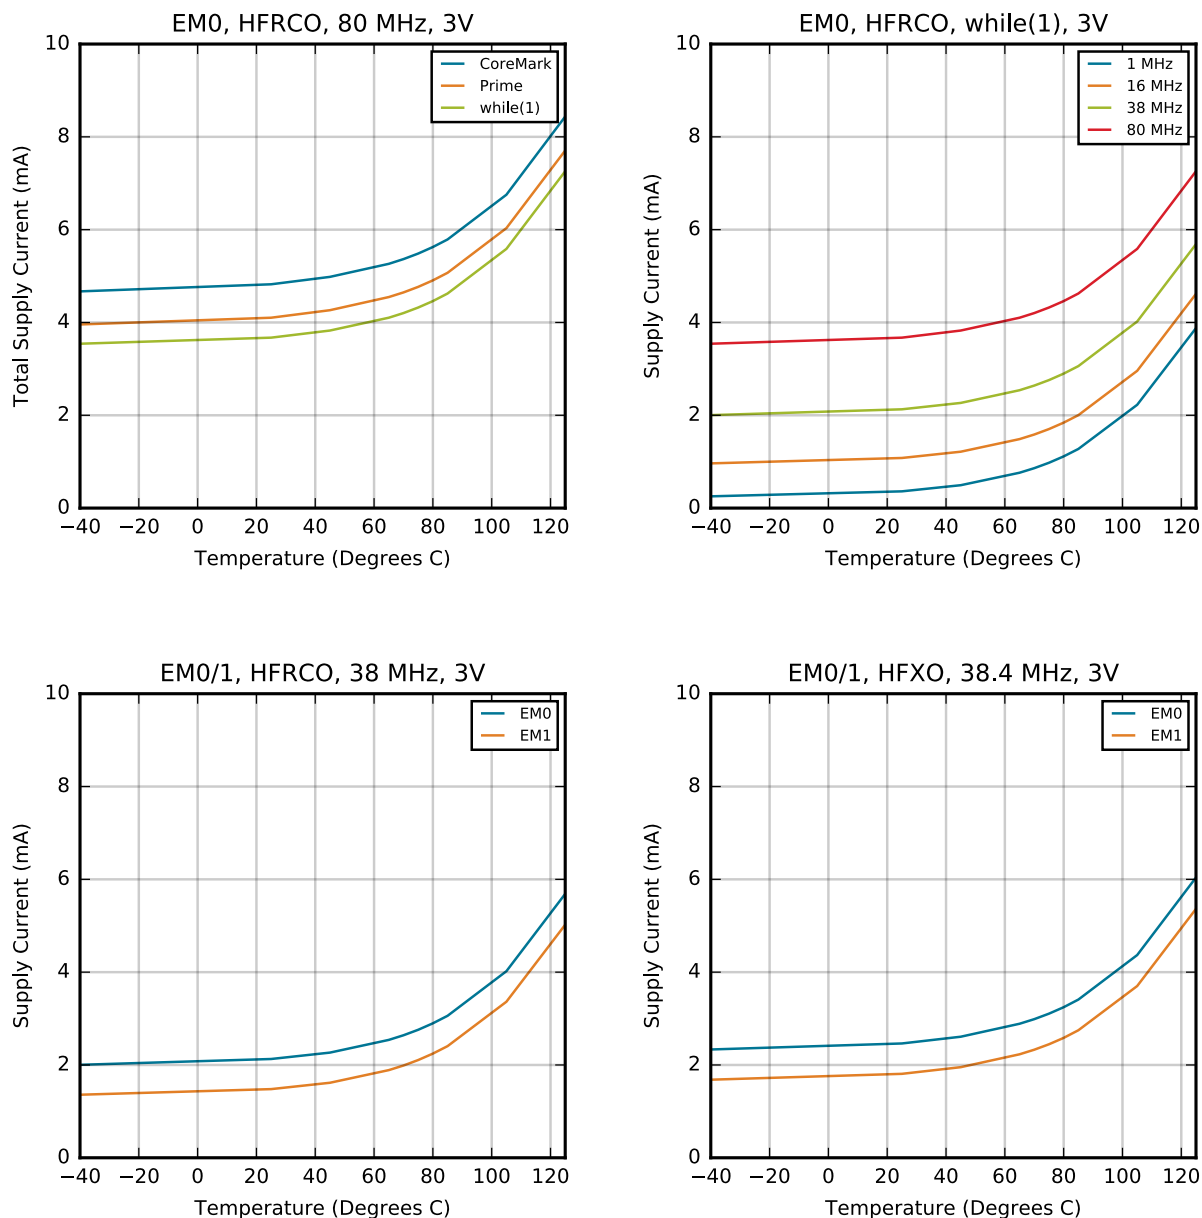 EM0, HFRCO, 80 MHz, 3V
10
8
6
4
2
0
Total Supply Current (mA)
CoreMark
Prime
while(1)
−40 −20 0 20 40 60 80 100 120
Temperature (Degrees C)
EM0, HFRCO, while(1), 3V
10
8
6
4
2
0
Supply Current (mA)
1 MHz
16 MHz
38 MHz
80 MHz
−40 −20 0 20 40 60 80 100 120
Temperature (Degrees C)
EM0/1, HFRCO, 38 MHz, 3V
10
8
6
4
2
0
Supply Current (mA)
EM0
EM1
−40 −20 0 20 40 60 80 100 120
Temperature (Degrees C)
EM0/1, HFXO, 38.4 MHz, 3V
10
8
6
4
2
0
Supply Current (mA)
EM0
EM1
−40 −20 0 20 40 60 80 100 120
Temperature (Degrees C)